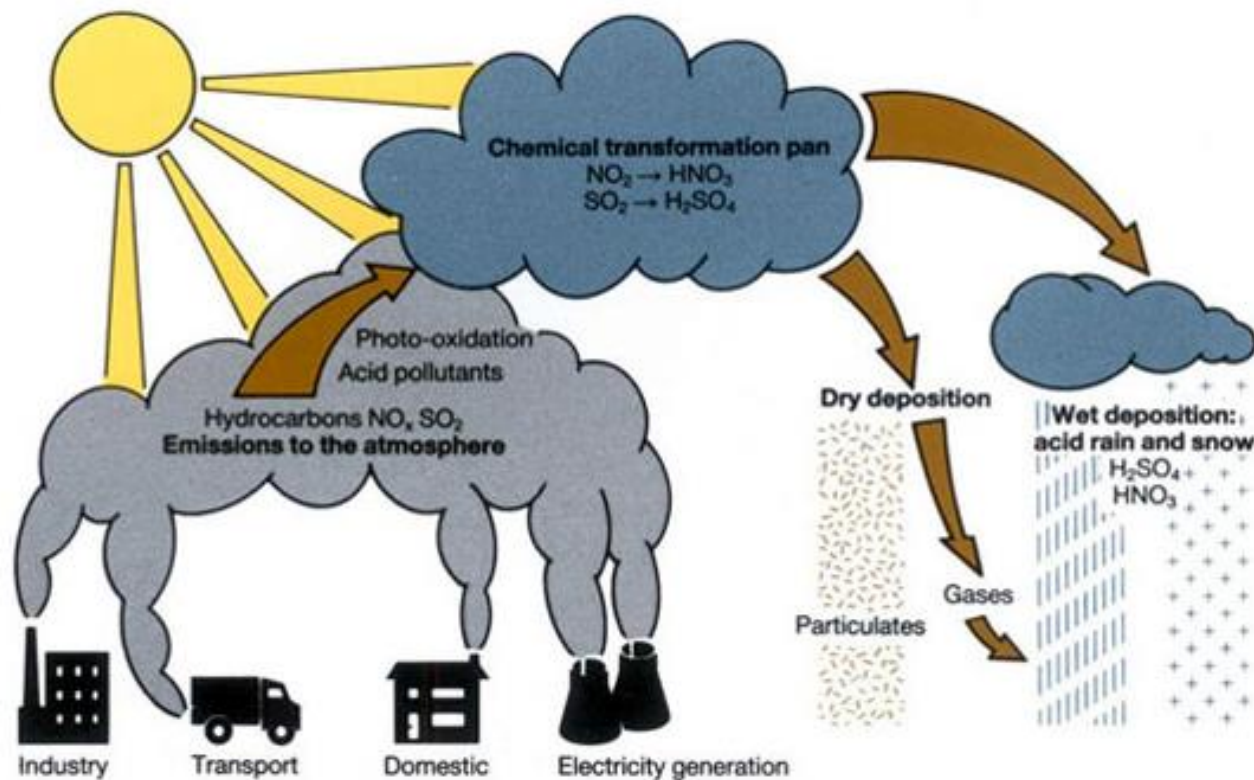 Chemical transformation pan
NO₂ → HNO₃
SO₂ → H₂SO₄
Photo-oxidation
Acid pollutants
Hydrocarbons NOₓ SO₂
Emissions to the atmosphere
Dry deposition
Wet deposition:
acid rain and snow
H₂SO₄
HNO₃
Gases
Particulates
Industry
Transport
Domestic
Electricity generation